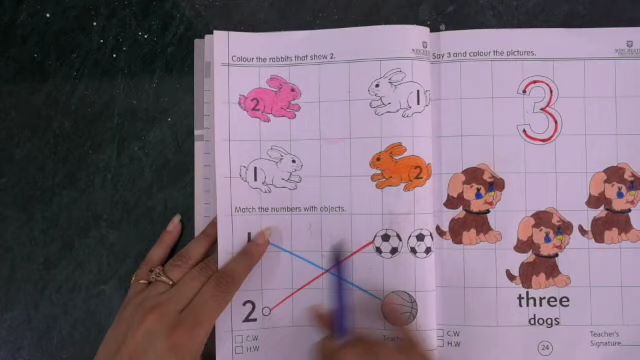 Colour the rabbits that show 2.
2
1
1
2
Match the numbers with objects.
1
2
C.W
H.W
Say 3 and colour the pictures.
3
three
dogs
C.W
H.W
24
Teacher's
Signature